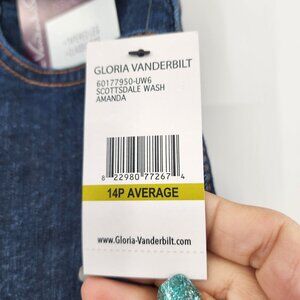 GLORIA VANDERBILT
60177950-UW6
SCOTTSDALE WASH
AMANDA
8 22980 77267 4
14P AVERAGE
www.Gloria-Vanderbilt.com